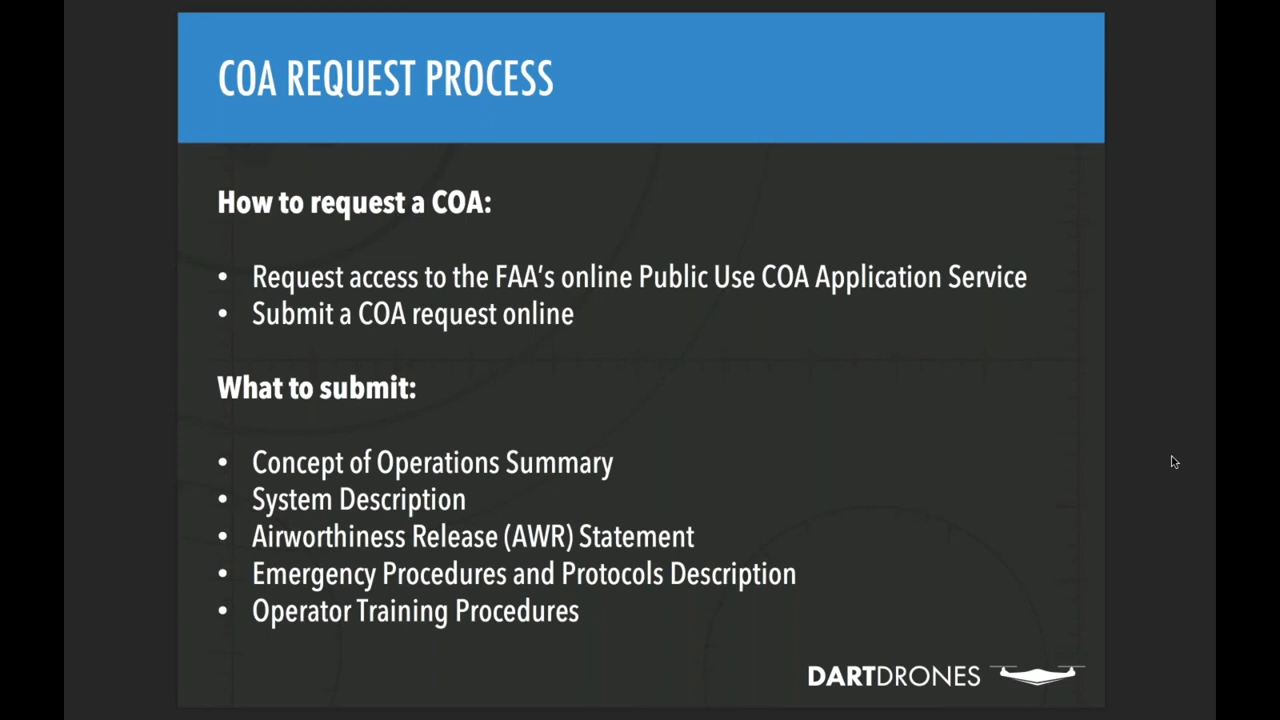 COA REQUEST PROCESS
How to request a COA:
• Request access to the FAA's online Public Use COA Application Service
• Submit a COA request online
What to submit:
• Concept of Operations Summary
• System Description
• Airworthiness Release (AWR) Statement
• Emergency Procedures and Protocols Description
• Operator Training Procedures
DARTDRONES